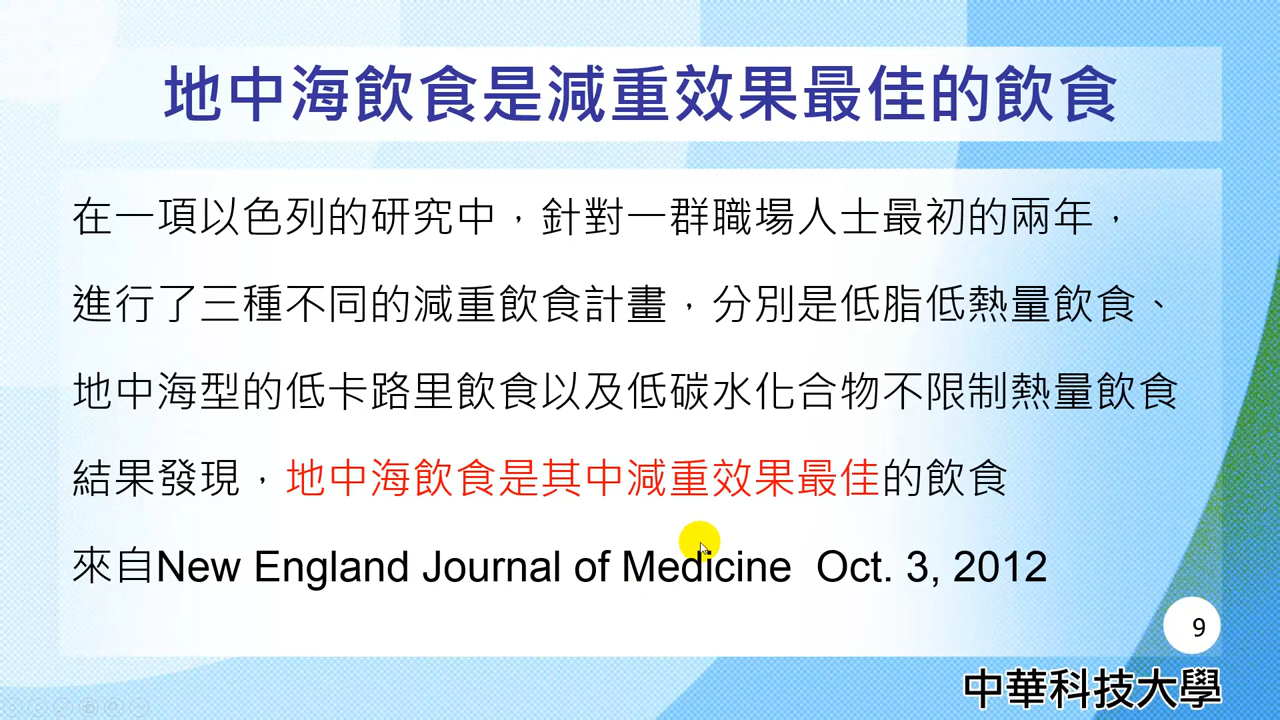 地中海飲食是減重效果最佳的飲食
在一項以色列的研究中，針對一群職場人士最初的兩年，
進行了三種不同的減重飲食計畫，分別是低脂低熱量飲食、
地中海型的低卡路里飲食以及低碳水化合物不限制熱量飲食
結果發現，地中海飲食是其中減重效果最佳的飲食
來自New England Journal of Medicine  Oct. 3, 2012
9
中華科技大學